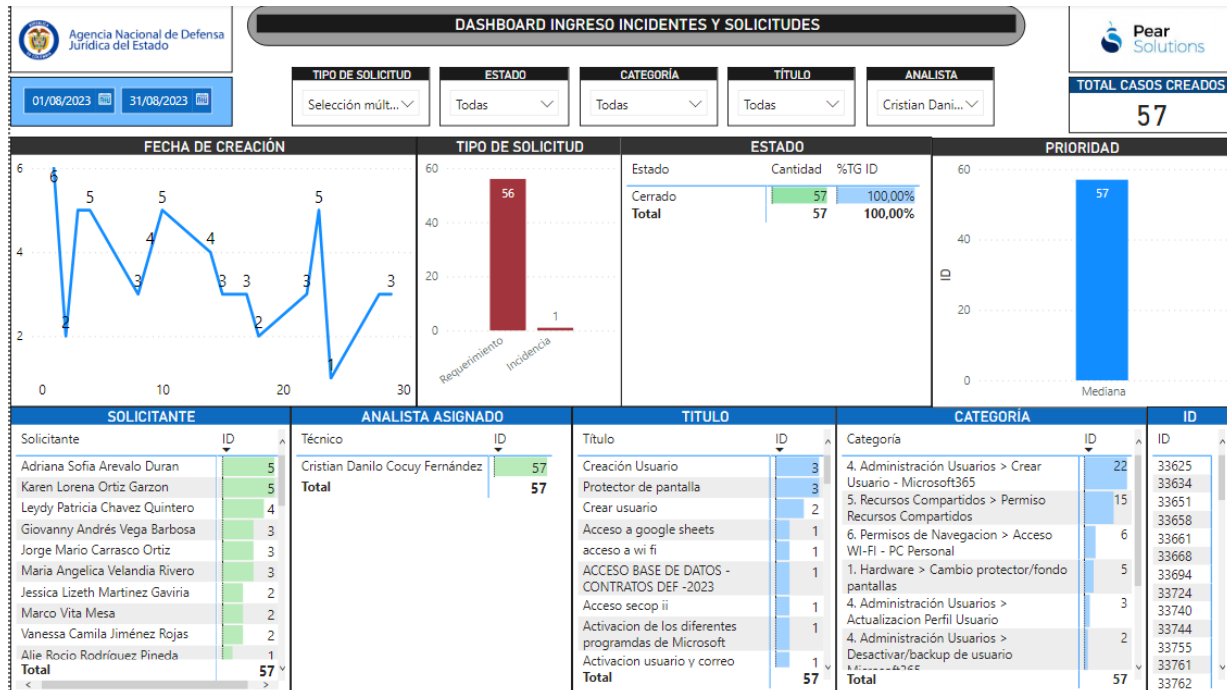 DASHBOARD INGRESO INCIDENTES Y SOLICITUDES
Agencia Nacional de Defensa
Jurídica del Estado
Pear
Solutions
01/08/2023 31/08/2023
TIPO DE SOLICITUD
Selección múlt...
ESTADO
Todas
CATEGORÍA
Todas
TÍTULO
Todas
ANALISTA
Cristian Dani...
TOTAL CASOS CREADOS
57
FECHA DE CREACIÓN
6
4
2
0 10 20 30
6
1
2
5
3
4
5
4
3
3
2
3
5
1
3
TIPO DE SOLICITUD
60
40
20
0
56
1
Requerimiento
Incidencia
ESTADO
Estado Cantidad %TG ID
Cerrado 57 100,00%
Total 57 100,00%
PRIORIDAD
ID
60
40
20
0
57
Mediana
SOLICITANTE
Solicitante ID
Adriana Sofia Arevalo Duran 5
Karen Lorena Ortiz Garzon 5
Leydy Patricia Chavez Quintero 4
Giovanny Andrés Vega Barbosa 3
Jorge Mario Carrasco Ortiz 3
Maria Angelica Velandia Rivero 3
Jessica Lizeth Martinez Gaviria 2
Marco Vita Mesa 2
Vanessa Camila Jiménez Rojas 2
Alie Rocio Rodríguez Pineda 1
Total 57
ANALISTA ASIGNADO
Técnico ID
Cristian Danilo Cocuy Fernández 57
Total 57
TITULO
Título ID
Creación Usuario 3
Protector de pantalla 3
Crear usuario 2
Acceso a google sheets 1
acceso a wi fi 1
ACCESO BASE DE DATOS - 1
CONTRATOS DEF -2023
Acceso secop ii 1
Activacion de los diferentes 1
programdas de Microsoft
Activacion usuario y correo 1
Total 57
CATEGORÍA
Categoría ID
4. Administración Usuarios > Crear 22
Usuario - Microsoft365
5. Recursos Compartidos > Permiso 15
Recursos Compartidos
6. Permisos de Navegacion > Acceso 6
WI-FI - PC Personal
1. Hardware > Cambio protector/fondo 5
pantallas
4. Administración Usuarios > 3
Actualizacion Perfil Usuario
4. Administración Usuarios > 2
Desactivar/backup de usuario
Microsoft365
Total 57
ID
ID
33625
33634
33651
33658
33661
33668
33694
33724
33740
33744
33755
33761
33762